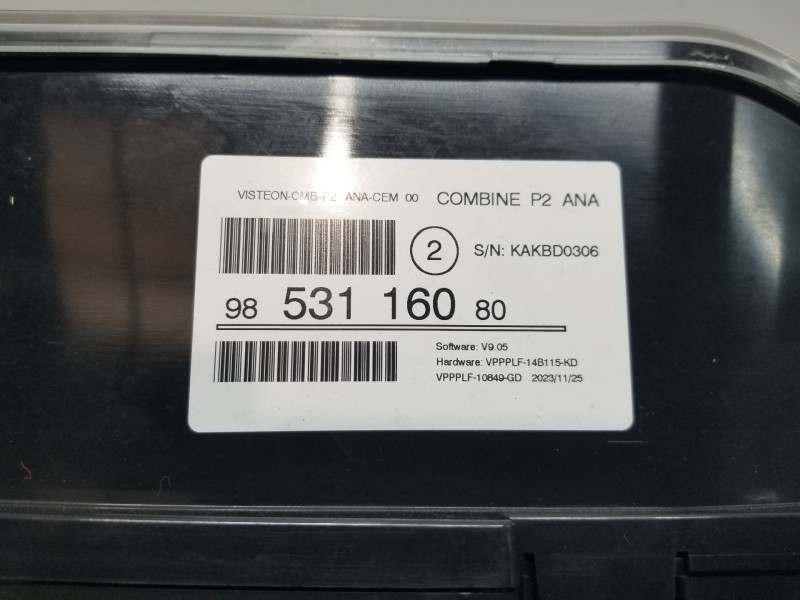 VISTEON-CMB-P2 ANA-CEM 00 COMBINE P2 ANA
2 S/N: KAKBD0306
98 531 160 80
Software: V9.05
Hardware: VPPPLF-14B115-KD
VPPPLF-10849-GD 2023/11/25